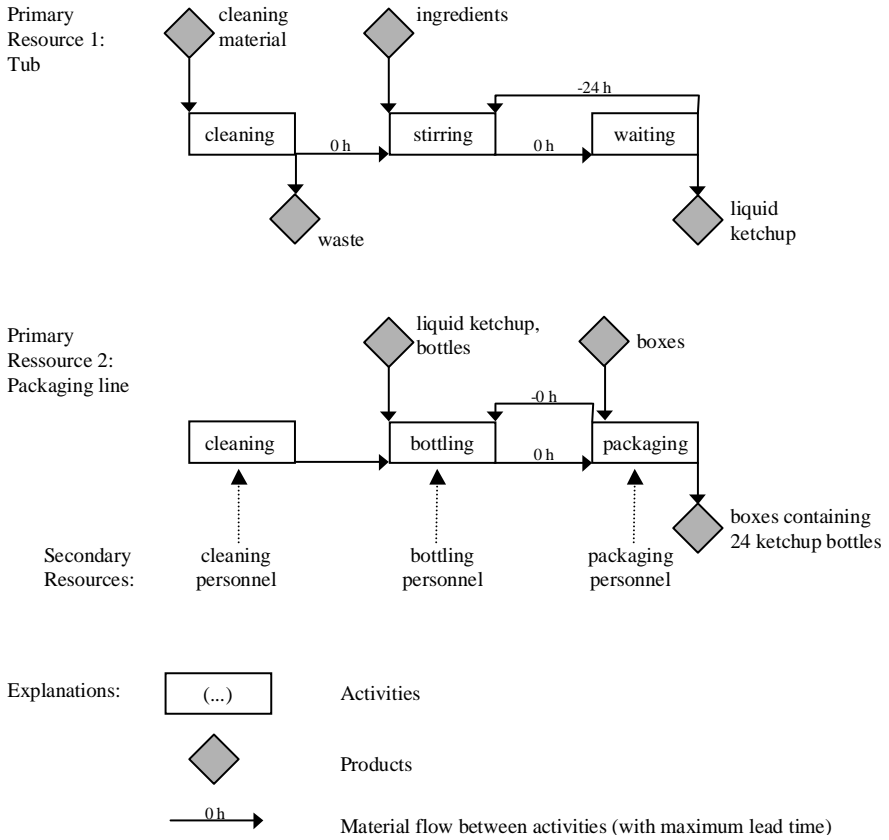 Primary
Resource 1:
Tub
cleaning
material
ingredients
-24 h
cleaning
0 h
stirring
0 h
waiting
waste
liquid
ketchup
Primary
Ressource 2:
Packaging line
liquid ketchup,
bottles
boxes
-0 h
cleaning
bottling
0 h
packaging
boxes containing
24 ketchup bottles
Secondary
Resources:
cleaning
personnel
bottling
personnel
packaging
personnel
Explanations:
(...)
Activities
Products
0 h
Material flow between activities (with maximum lead time)